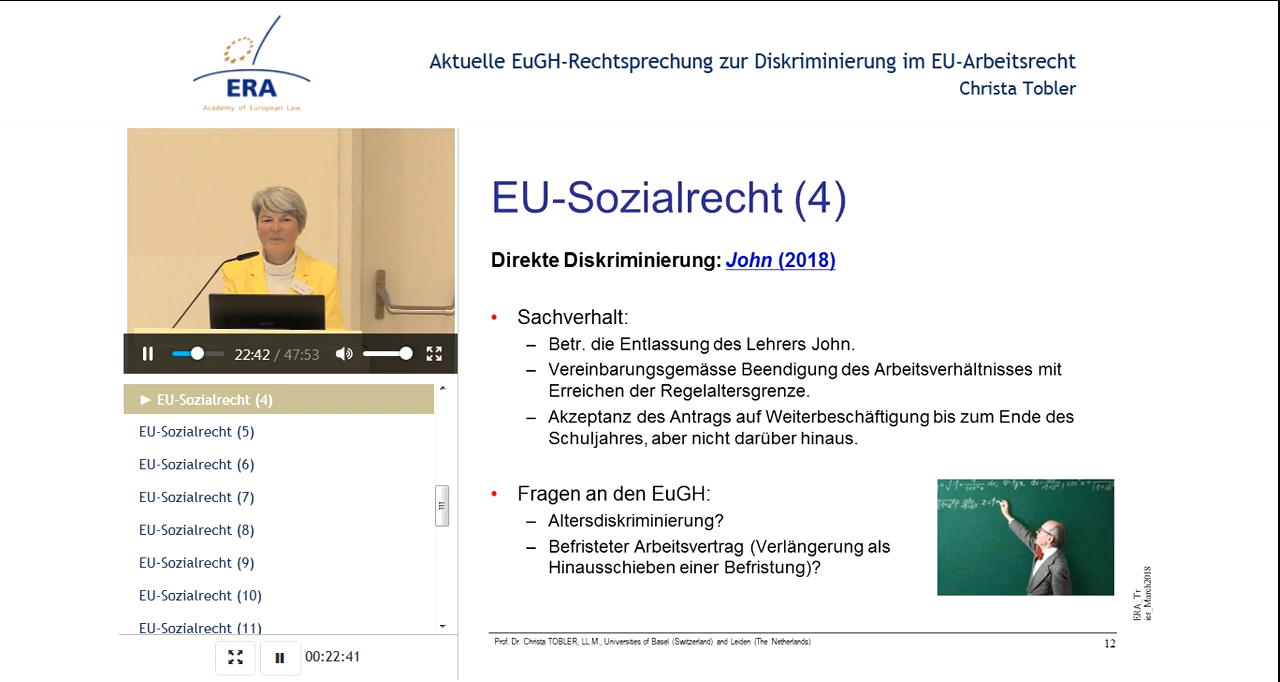 ERA
Academy of European Law
Aktuelle EuGH-Rechtsprechung zur Diskriminierung im EU-Arbeitsrecht
Christa Tobler
22:42 / 47:53
► EU-Sozialrecht (4)
EU-Sozialrecht (5)
EU-Sozialrecht (6)
EU-Sozialrecht (7)
EU-Sozialrecht (8)
EU-Sozialrecht (9)
EU-Sozialrecht (10)
EU-Sozialrecht (11)
00:22:41
EU-Sozialrecht (4)
Direkte Diskriminierung: John (2018)
• Sachverhalt:
– Betr. die Entlassung des Lehrers John.
– Vereinbarungsgemässe Beendigung des Arbeitsverhältnisses mit
Erreichen der Regelaltersgrenze.
– Akzeptanz des Antrags auf Weiterbeschäftigung bis zum Ende des
Schuljahres, aber nicht darüber hinaus.
• Fragen an den EuGH:
– Altersdiskriminierung?
– Befristeter Arbeitsvertrag (Verlängerung als
Hinausschieben einer Befristung)?
ERA_Tr
ier_March2018
Prof. Dr. Christa TOBLER, LL.M., Universities of Basel (Switzerland) and Leiden (The Netherlands)
12